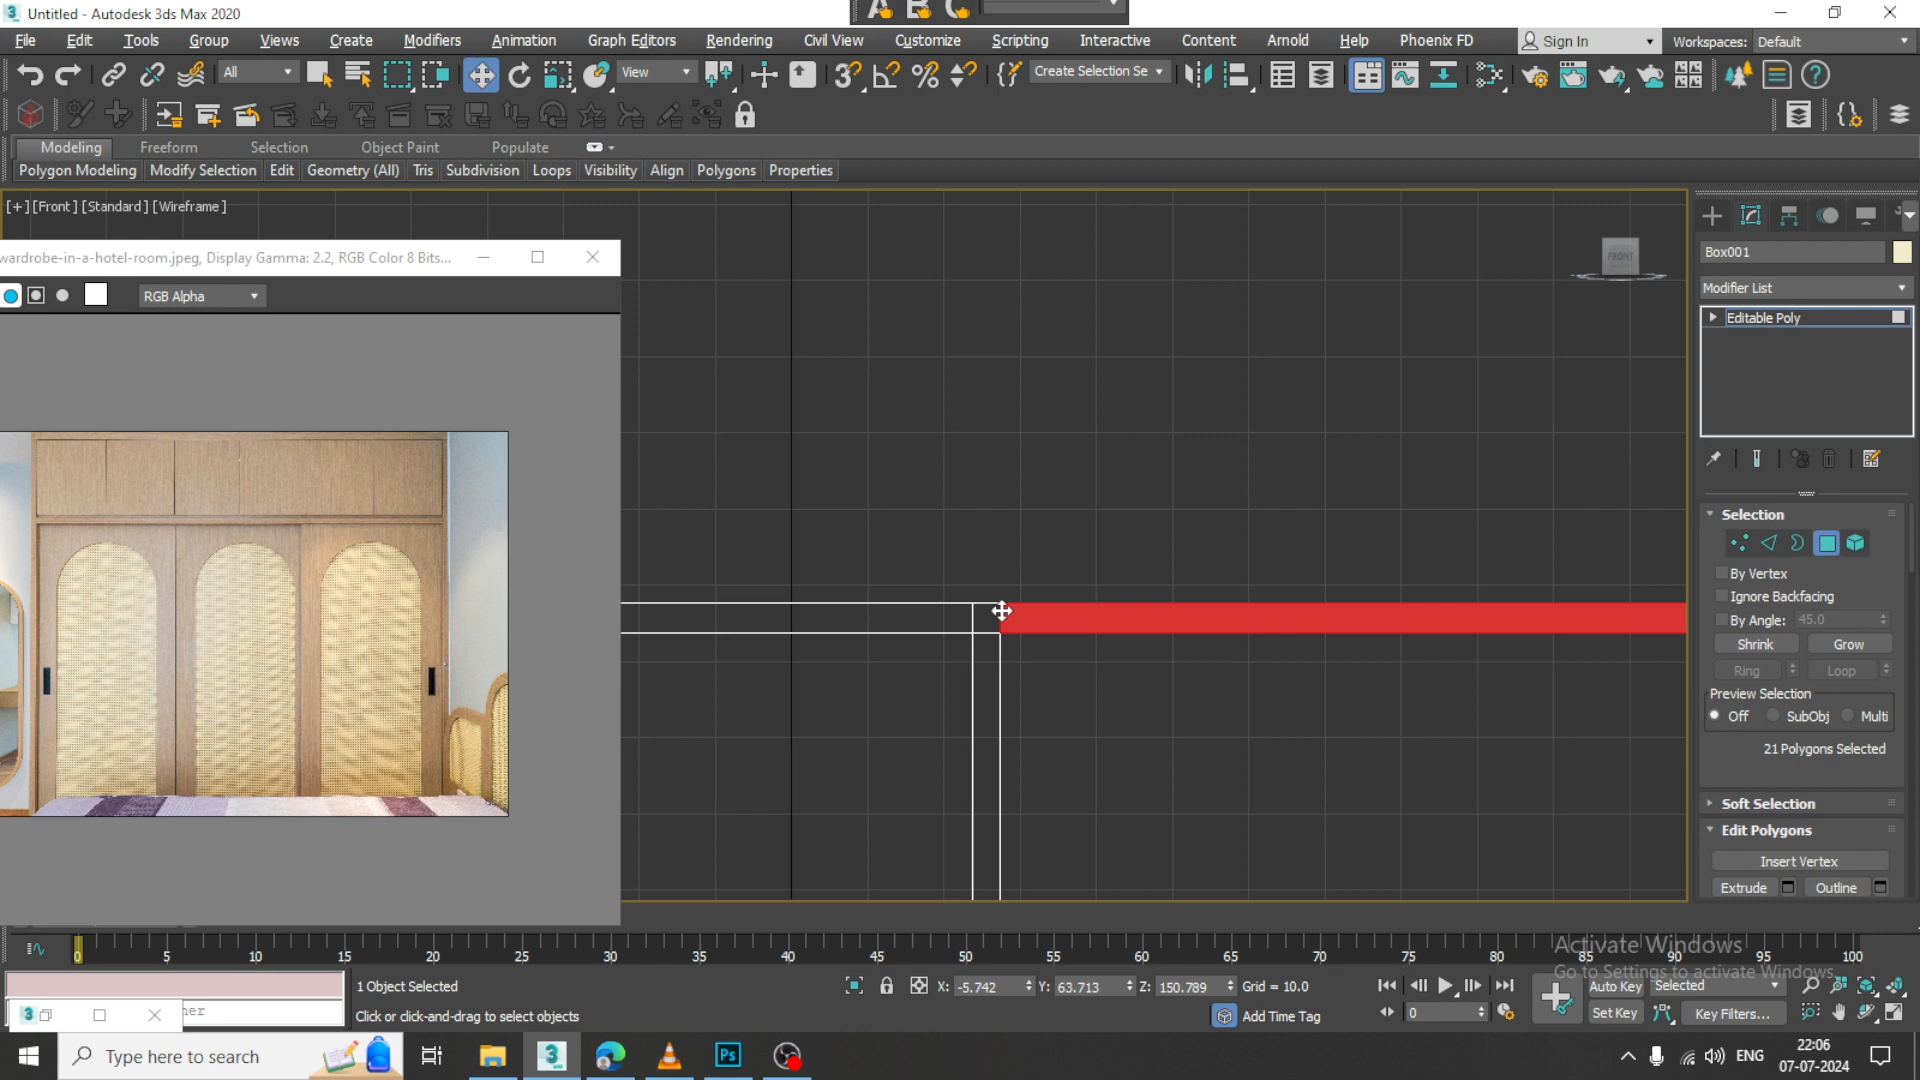 Untitled - Autodesk 3ds Max 2020
A B C
File Edit Tools Group Views Create Modifiers Animation Graph Editors Rendering Civil View Customize Scripting Interactive Content Arnold Help Phoenix FD Sign In Workspaces: Default
All View Create Selection Se
Modeling Freeform Selection Object Paint Populate
Polygon Modeling Modify Selection Edit Geometry (All) Tris Subdivision Loops Visibility Align Polygons Properties
[+] [Front] [Standard] [Wireframe]
FRONT
wardrobe-in-a-hotel-room.jpeg, Display Gamma: 2.2, RGB Color 8 Bits...
RGB Alpha
Box001
Modifier List
Editable Poly
Selection
By Vertex
Ignore Backfacing
By Angle: 45.0
Shrink Grow
Ring Loop
Preview Selection
Off SubObj Multi
21 Polygons Selected
Soft Selection
Edit Polygons
Insert Vertex
Extrude Outline
0 5 10 15 20 25 30 35 40 45 50 55 60 65 70 75 80 85 90 95 100
Activate Windows
Go to Settings to activate Windows.
1 Object Selected
X: -5.742 Y: 63.713 Z: 150.789 Grid = 10.0
Auto Key Selected
Click or click-and-drag to select objects
Add Time Tag
0
Set Key Key Filters...
Type here to search
Ps
ENG
22:06
07-07-2024